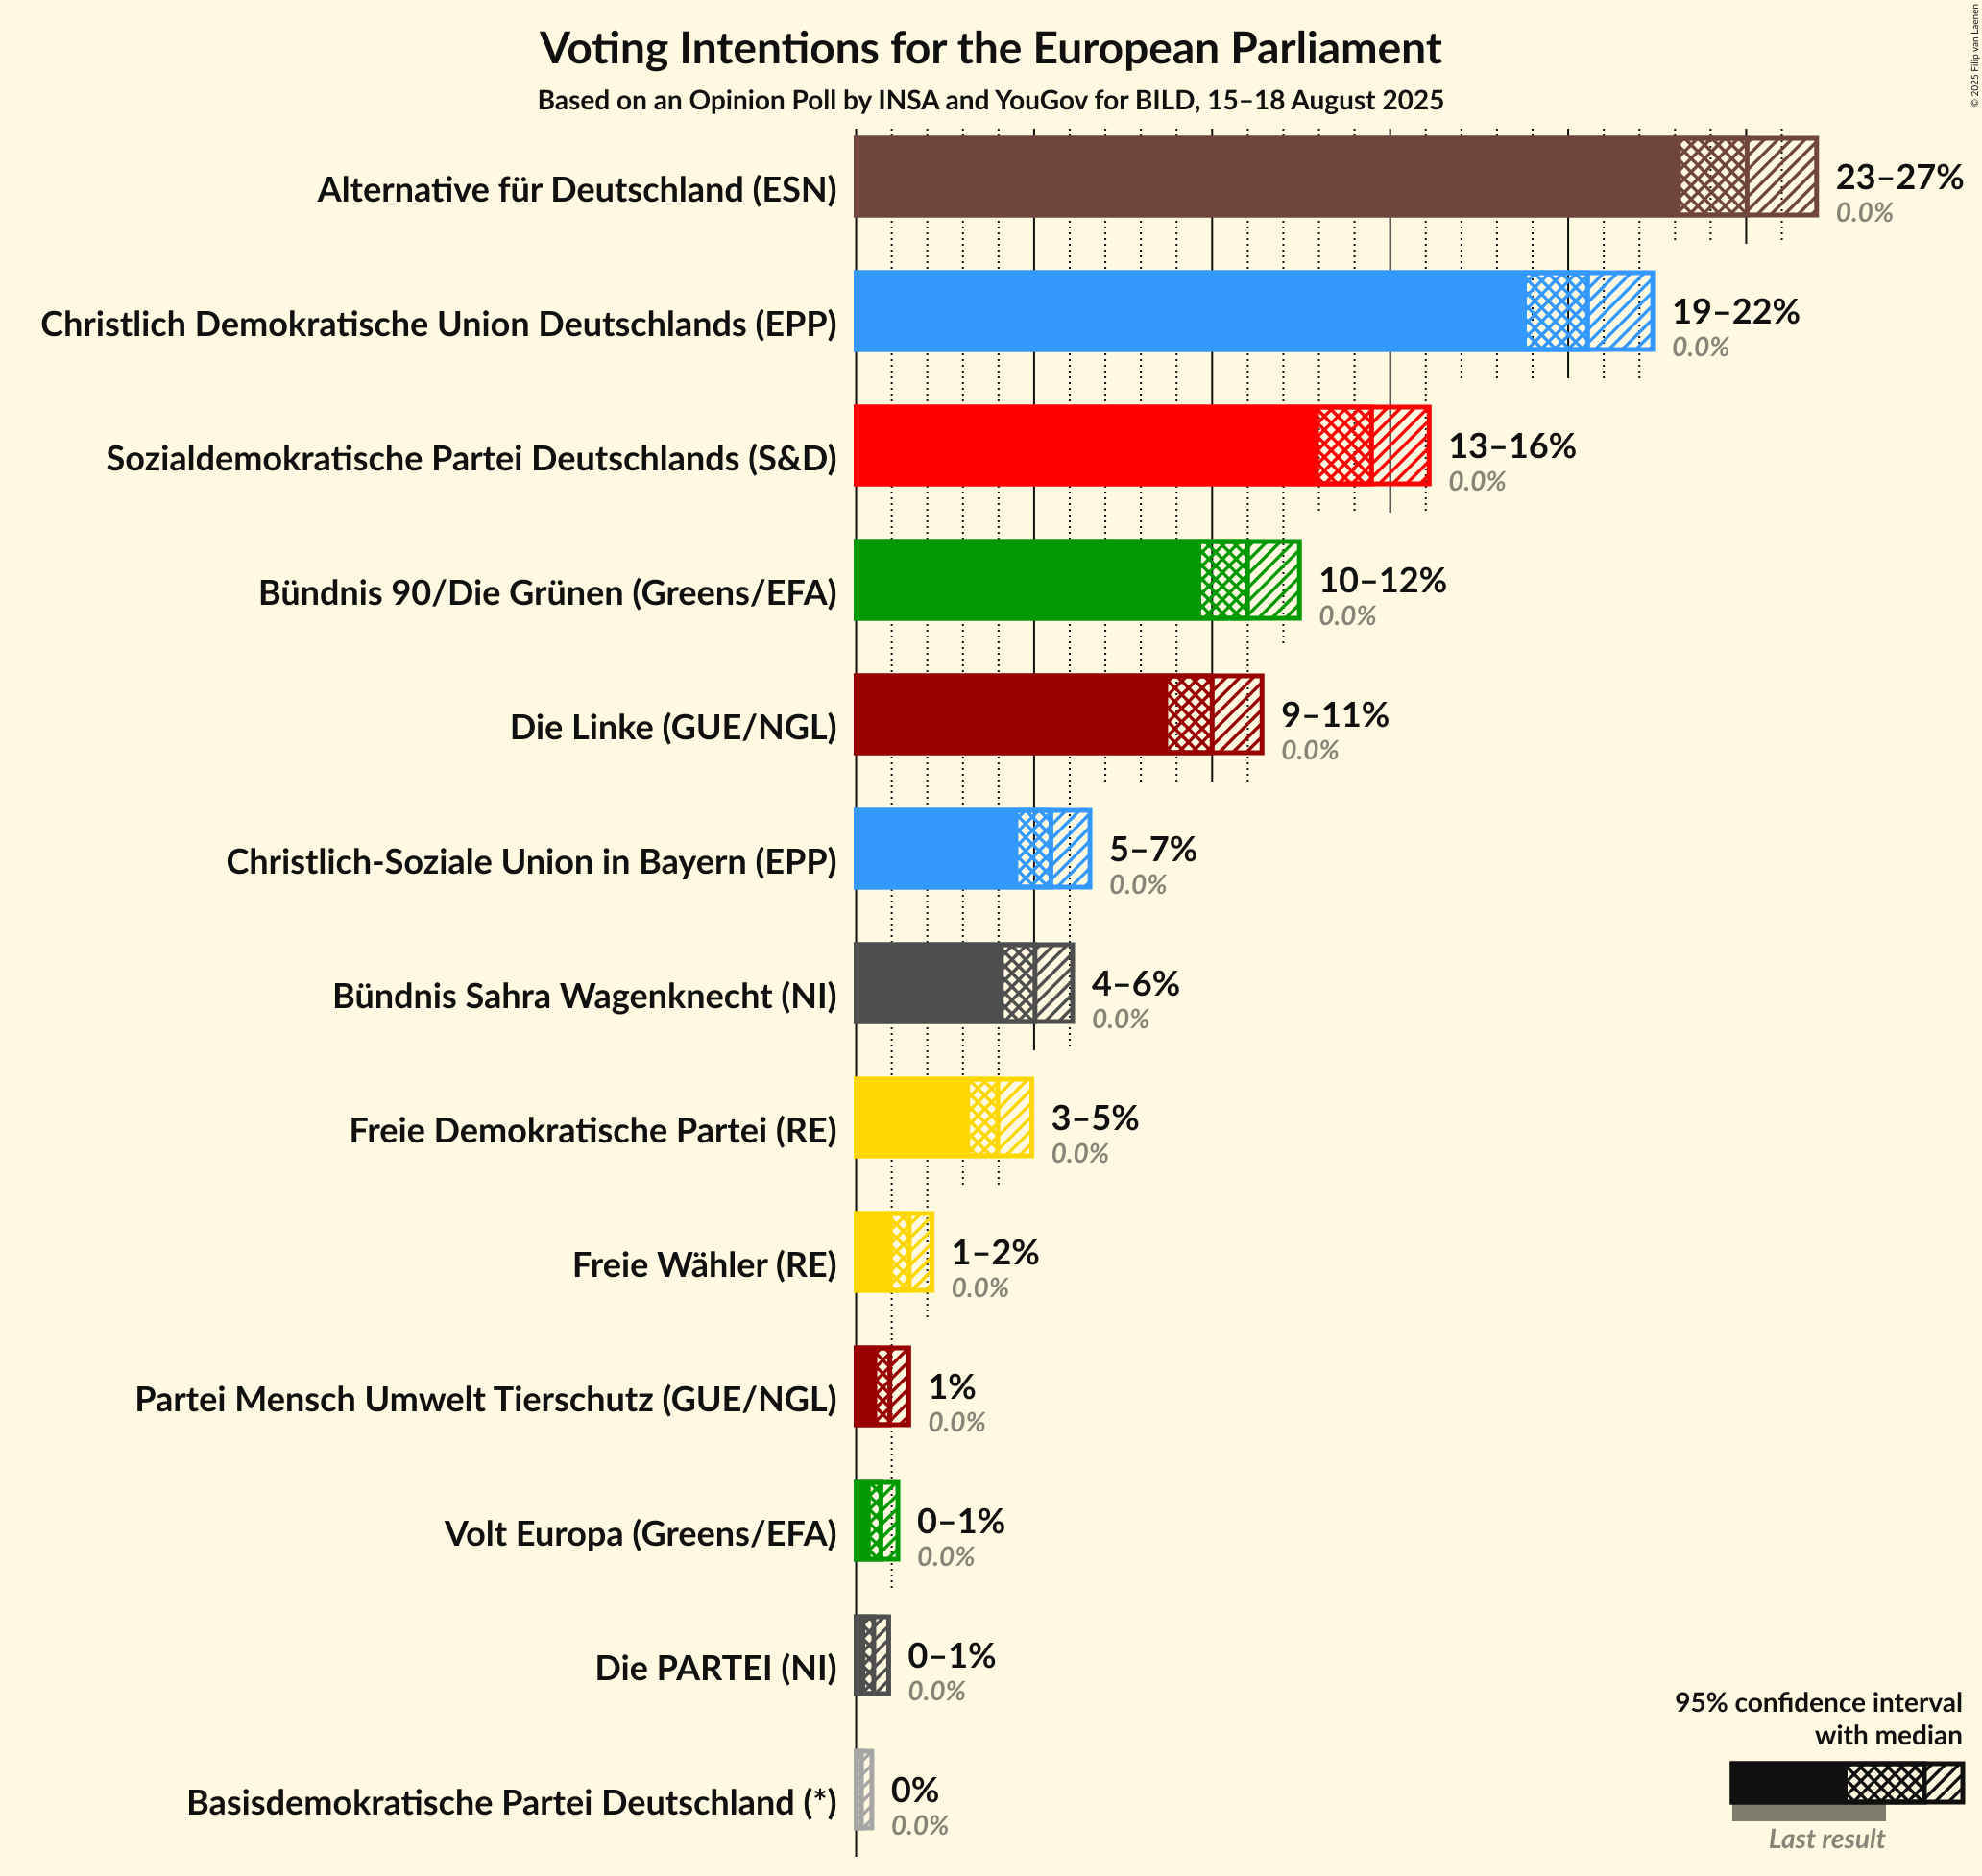 Voting Intentions for the European Parliament
Based on an Opinion Poll by INSA and YouGov for BILD, 15–18 August 2025
© 2025 Filip van Laenen
Alternative für Deutschland (ESN)
23–27%
0.0%
Christlich Demokratische Union Deutschlands (EPP)
19–22%
0.0%
Sozialdemokratische Partei Deutschlands (S&D)
13–16%
0.0%
Bündnis 90/Die Grünen (Greens/EFA)
10–12%
0.0%
Die Linke (GUE/NGL)
9–11%
0.0%
Christlich-Soziale Union in Bayern (EPP)
5–7%
0.0%
Bündnis Sahra Wagenknecht (NI)
4–6%
0.0%
Freie Demokratische Partei (RE)
3–5%
0.0%
Freie Wähler (RE)
1–2%
0.0%
Partei Mensch Umwelt Tierschutz (GUE/NGL)
1%
0.0%
Volt Europa (Greens/EFA)
0–1%
0.0%
Die PARTEI (NI)
0–1%
0.0%
Basisdemokratische Partei Deutschland (*)
0%
0.0%
95% confidence interval
with median
Last result